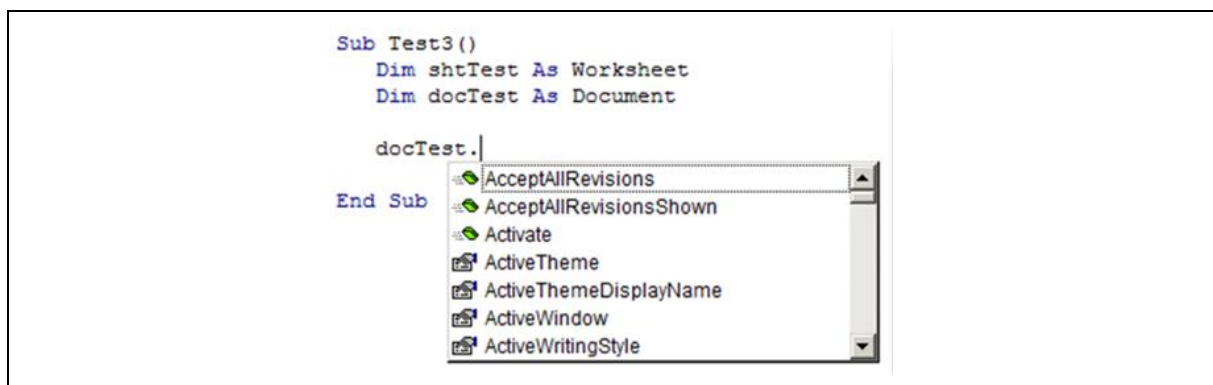 Sub Test3()
Dim shtTest As Worksheet
Dim docTest As Document
docTest.
AcceptAllRevisions
End Sub
AcceptAllRevisionsShown
Activate
ActiveTheme
ActiveThemeDisplayName
ActiveWindow
ActiveWritingStyle